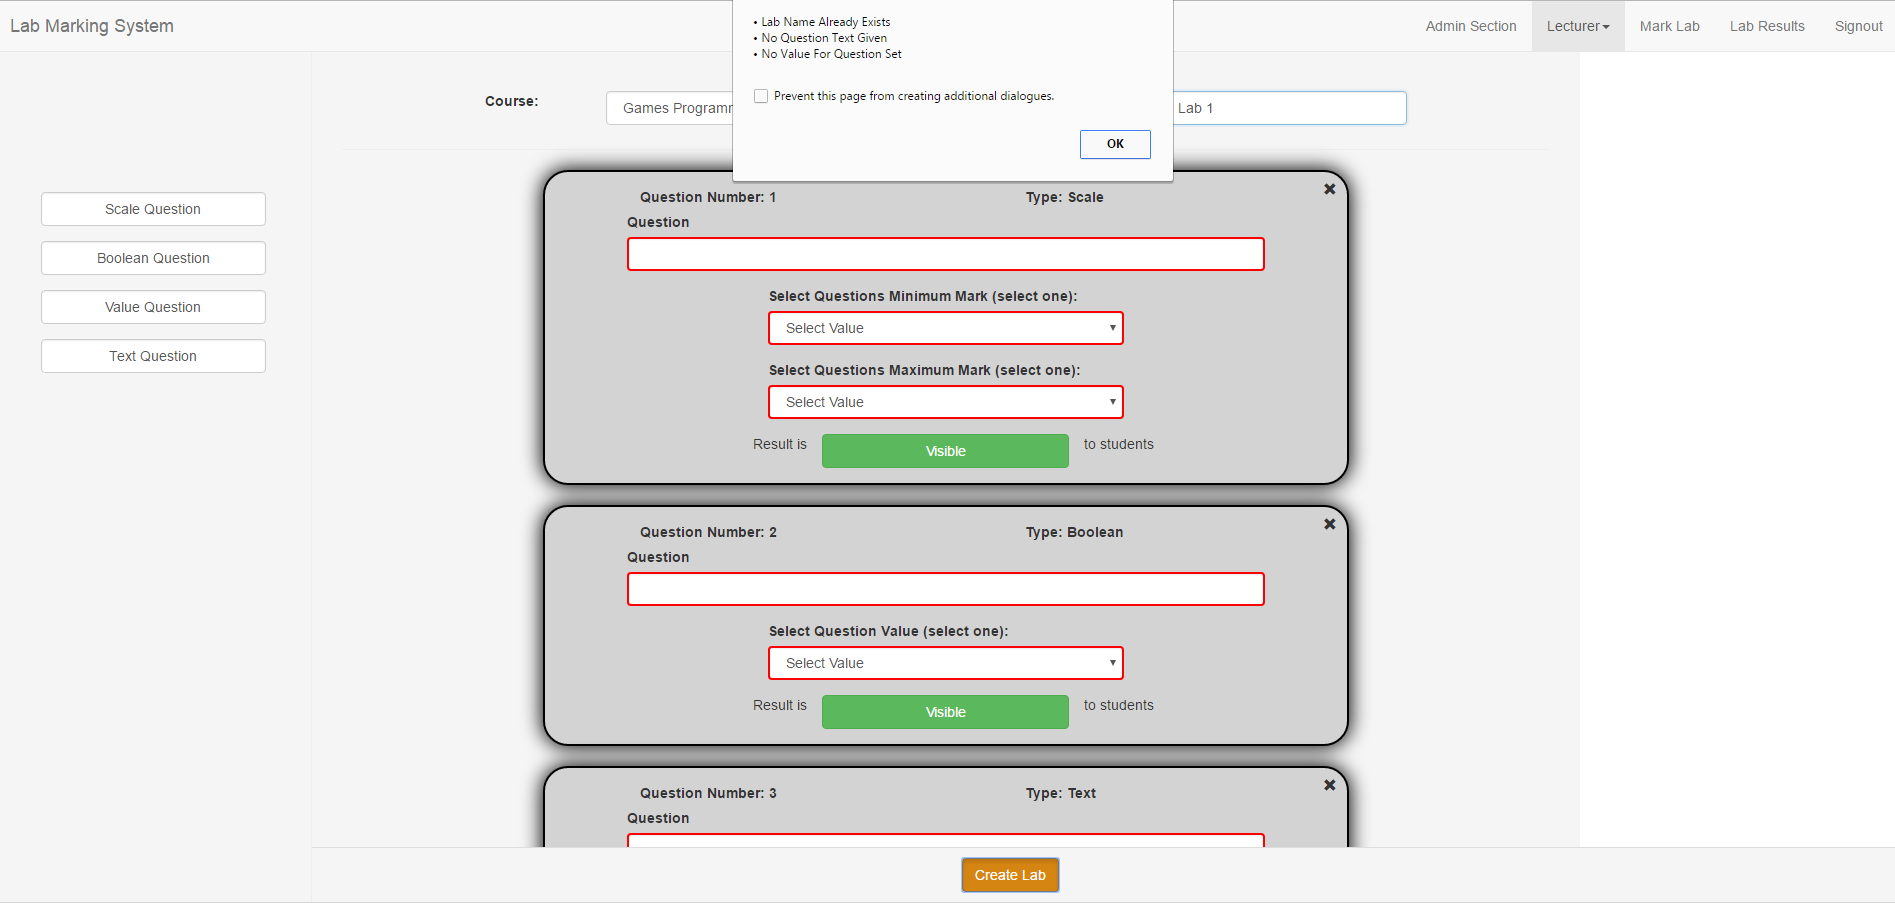 Lab Marking System
Admin Section Lecturer Mark Lab Lab Results Signout
• Lab Name Already Exists
• No Question Text Given
• No Value For Question Set
Prevent this page from creating additional dialogues.
OK
Course: Games Lab 1
Scale Question
Boolean Question
Value Question
Text Question
Question Number: 1 Type: Scale
Question
Select Questions Minimum Mark (select one):
Select Value
Select Questions Maximum Mark (select one):
Select Value
Result is Visible to students
Question Number: 2 Type: Boolean
Question
Select Question Value (select one):
Select Value
Result is Visible to students
Question Number: 3 Type: Text
Question
Create Lab